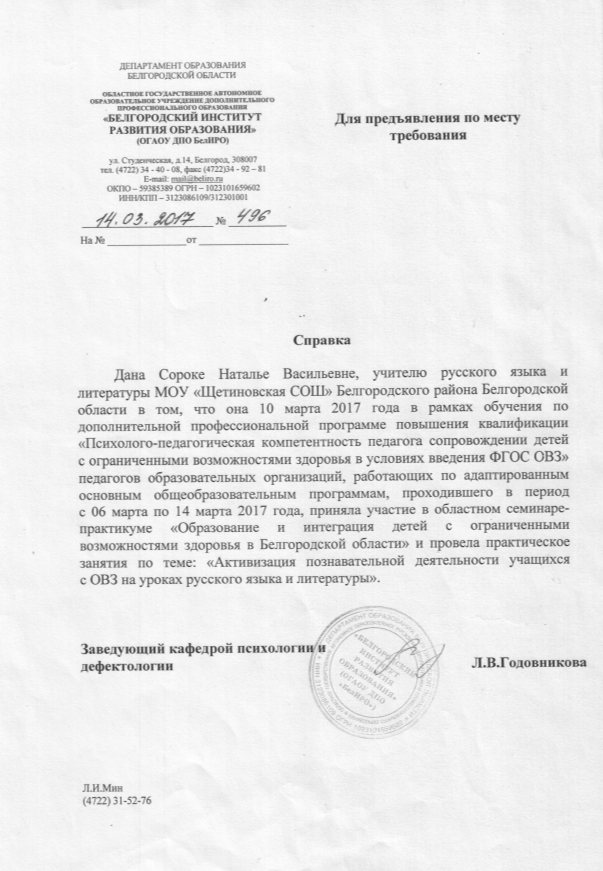 ДЕПАРТАМЕНТ ОБРАЗОВАНИЯ
БЕЛГОРОДСКОЙ ОБЛАСТИ
ОБЛАСТНОЕ ГОСУДАРСТВЕННОЕ АВТОНОМНОЕ
ОБРАЗОВАТЕЛЬНОЕ УЧРЕЖДЕНИЕ ДОПОЛНИТЕЛЬНОГО
ПРОФЕССИОНАЛЬНОГО ОБРАЗОВАНИЯ
«БЕЛГОРОДСКИЙ ИНСТИТУТ
РАЗВИТИЯ ОБРАЗОВАНИЯ»
(ОГАОУ ДПО БелИРО)
ул. Студенческая, д.14, Белгород, 308007
тел. (4722) 34 - 40 - 08, факс (4722)34 - 92 – 81
E-mail: mail@beliro.ru
ОКПО – 59385389 ОГРН – 1023101659602
ИНН/КПП – 3123086109/312301001
14.03.2017 № 496
На № ______________ от ________________
Для предъявления по месту
требования
Справка
Дана Сороке Наталье Васильевне, учителю русского языка и
литературы МОУ «Щетиновская СОШ» Белгородского района Белгородской
области в том, что она 10 марта 2017 года в рамках обучения по
дополнительной профессиональной программе повышения квалификации
«Психолого-педагогическая компетентность педагога сопровождении детей
с ограниченными возможностями здоровья в условиях введения ФГОС ОВЗ»
педагогов образовательных организаций, работающих по адаптированным
основным общеобразовательным программам, проходившего в период
с 06 марта по 14 марта 2017 года, приняла участие в областном семинаре-
практикуме «Образование и интеграция детей с ограниченными
возможностями здоровья в Белгородской области» и провела практическое
занятия по теме: «Активизация познавательной деятельности учащихся
с ОВЗ на уроках русского языка и литературы».
Заведующий кафедрой психологии и
дефектологии
Л.В.Годовникова
«БЕЛГОРОДСКИЙ
ИНСТИТУТ
РАЗВИТИЯ
ОБРАЗОВАНИЯ»
(ОГАОУ ДПО
«БелИРО»)
Л.И.Мин
(4722) 31-52-76